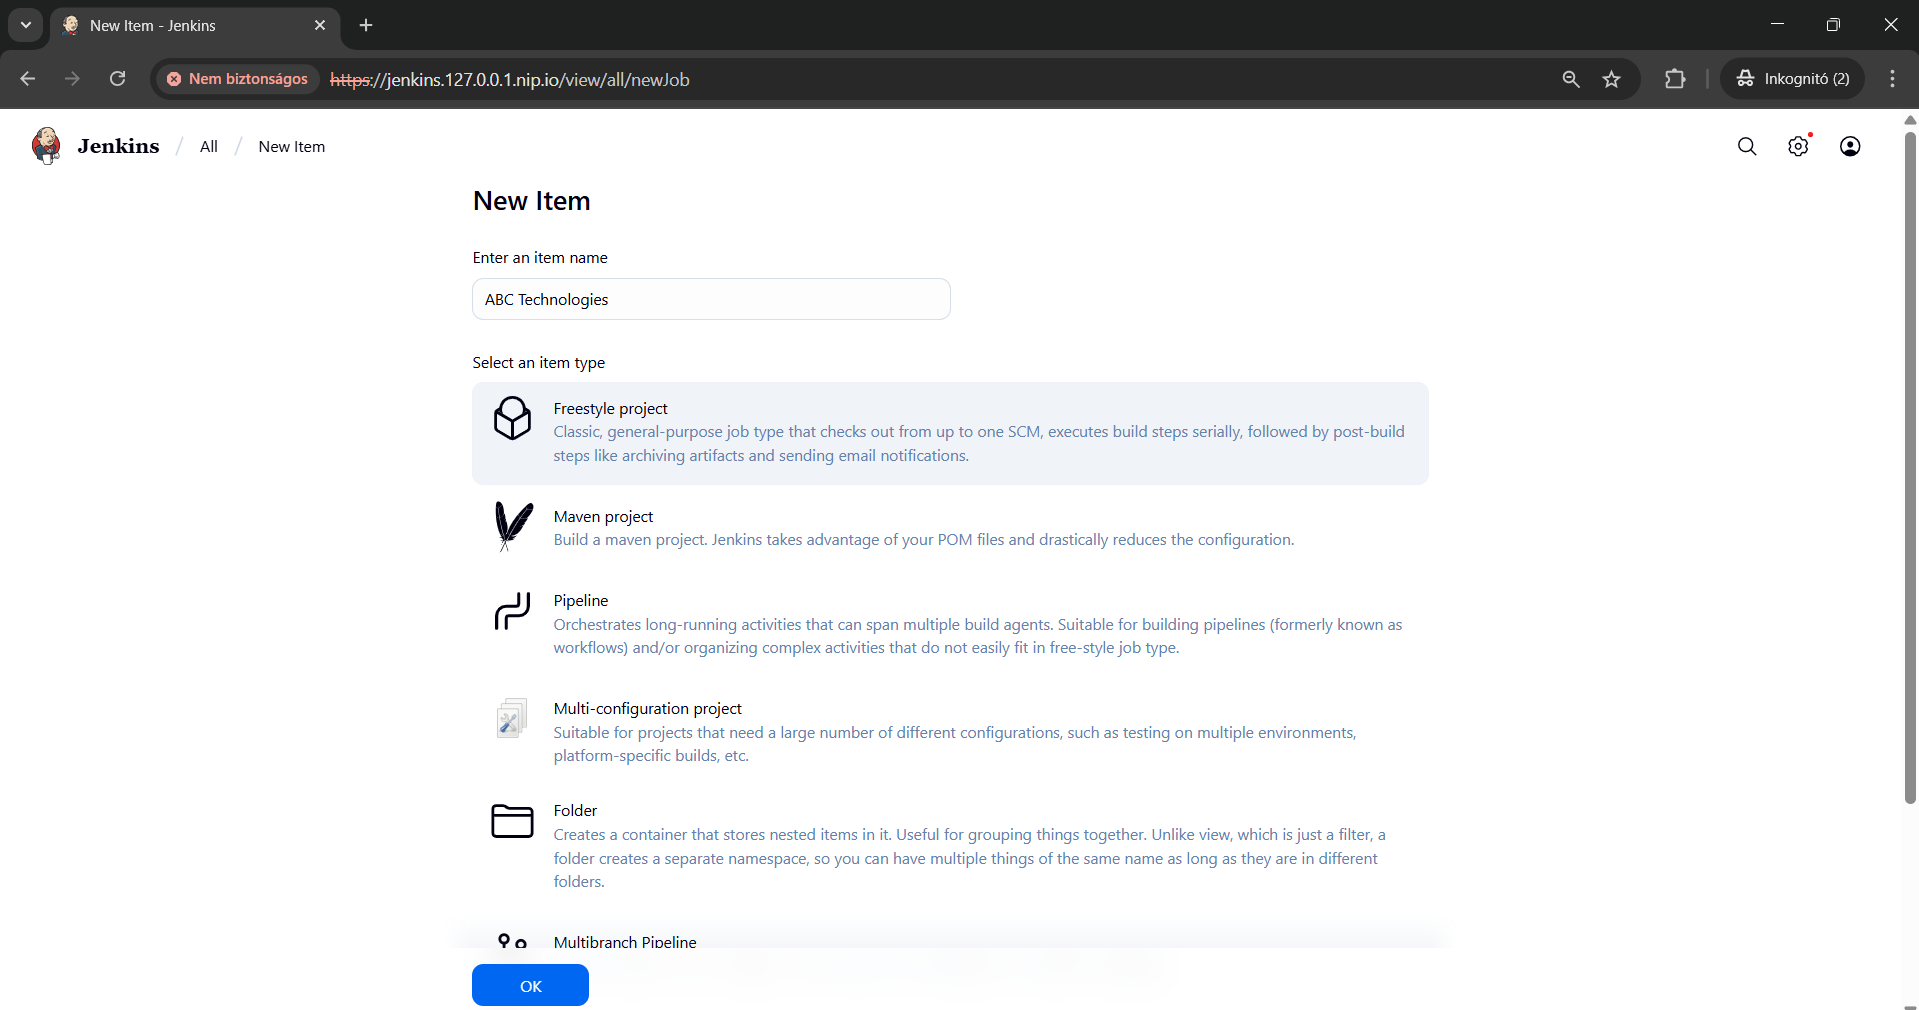 New Item - Jenkins
Nem biztonságos
https://jenkins.127.0.0.1.nip.io/view/all/newJob
Inkognitó (2)
Jenkins / All / New Item
New Item
Enter an item name
ABC Technologies
Select an item type
Freestyle project
Classic, general-purpose job type that checks out from up to one SCM, executes build steps serially, followed by post-build
steps like archiving artifacts and sending email notifications.
Maven project
Build a maven project. Jenkins takes advantage of your POM files and drastically reduces the configuration.
Pipeline
Orchestrates long-running activities that can span multiple build agents. Suitable for building pipelines (formerly known as
workflows) and/or organizing complex activities that do not easily fit in free-style job type.
Multi-configuration project
Suitable for projects that need a large number of different configurations, such as testing on multiple environments,
platform-specific builds, etc.
Folder
Creates a container that stores nested items in it. Useful for grouping things together. Unlike view, which is just a filter, a
folder creates a separate namespace, so you can have multiple things of the same name as long as they are in different
folders.
Multibranch Pipeline
OK